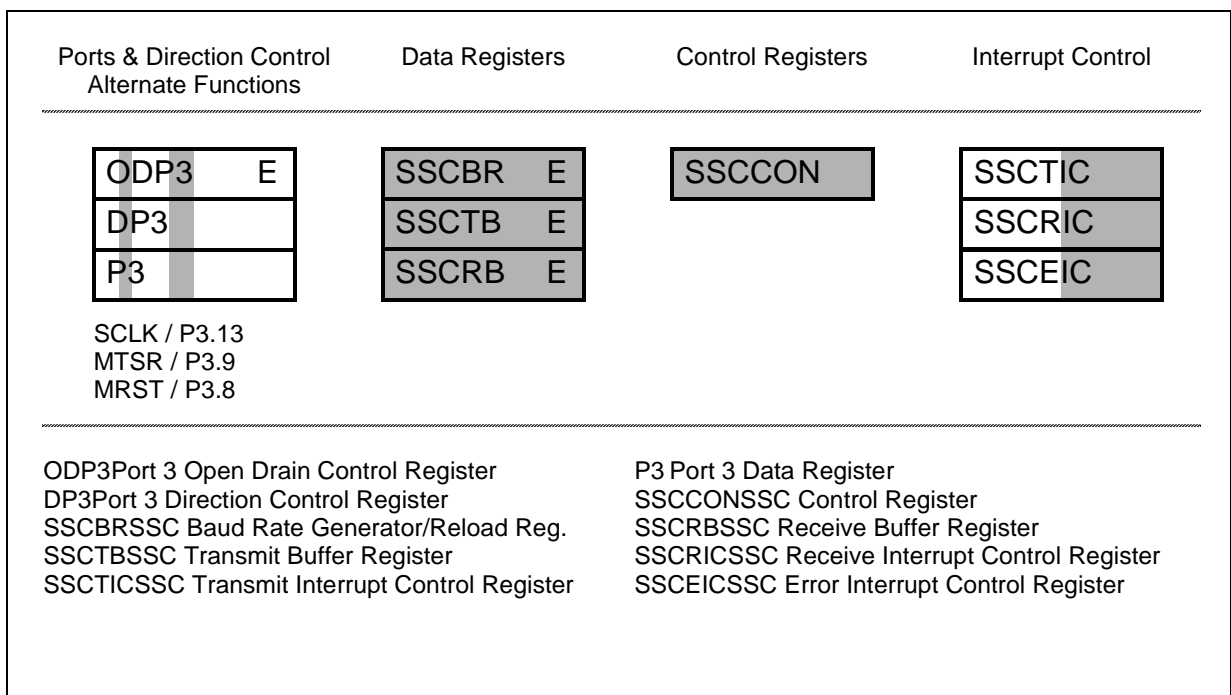 Ports & Direction Control
Alternate Functions
Data Registers
Control Registers
Interrupt Control
ODP3 E
DP3
P3
SSCBR E
SSCTB E
SSCRB E
SSCCON
SSCTIC
SSCRIC
SSCEIC
SCLK / P3.13
MTSR / P3.9
MRST / P3.8
ODP3Port 3 Open Drain Control Register
DP3Port 3 Direction Control Register
SSCBRSSC Baud Rate Generator/Reload Reg.
SSCTBSSC Transmit Buffer Register
SSCTICSSC Transmit Interrupt Control Register
P3 Port 3 Data Register
SSCCONSSC Control Register
SSCRBSSC Receive Buffer Register
SSCRICSSC Receive Interrupt Control Register
SSCEICSSC Error Interrupt Control Register